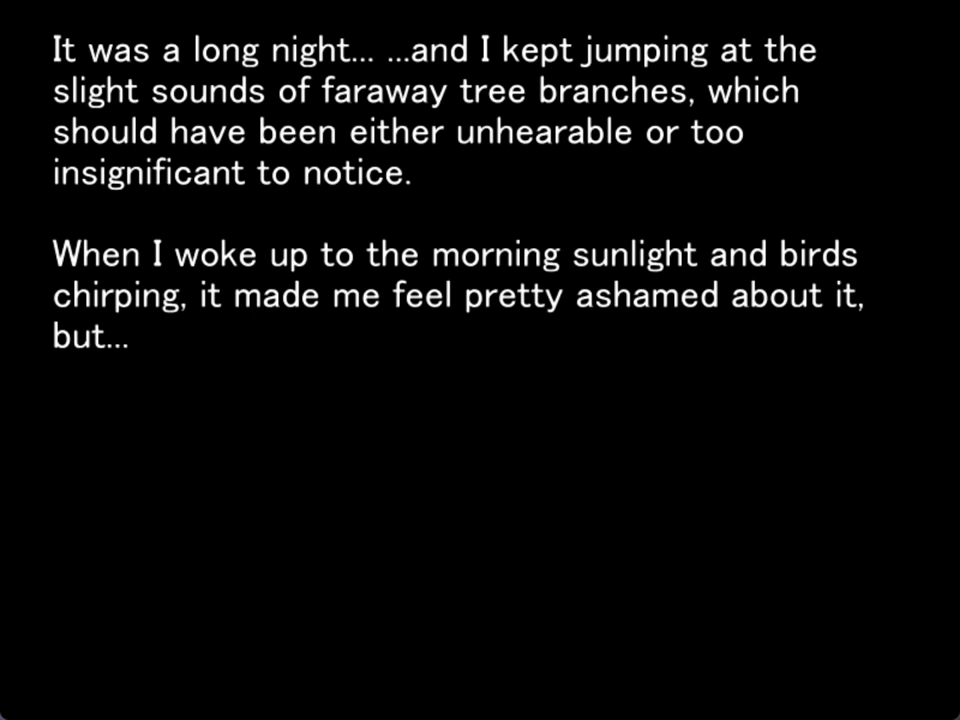 It was a long night... ...and I kept jumping at the
slight sounds of faraway tree branches, which
should have been either unhearable or too
insignificant to notice.
When I woke up to the morning sunlight and birds
chirping, it made me feel pretty ashamed about it,
but...